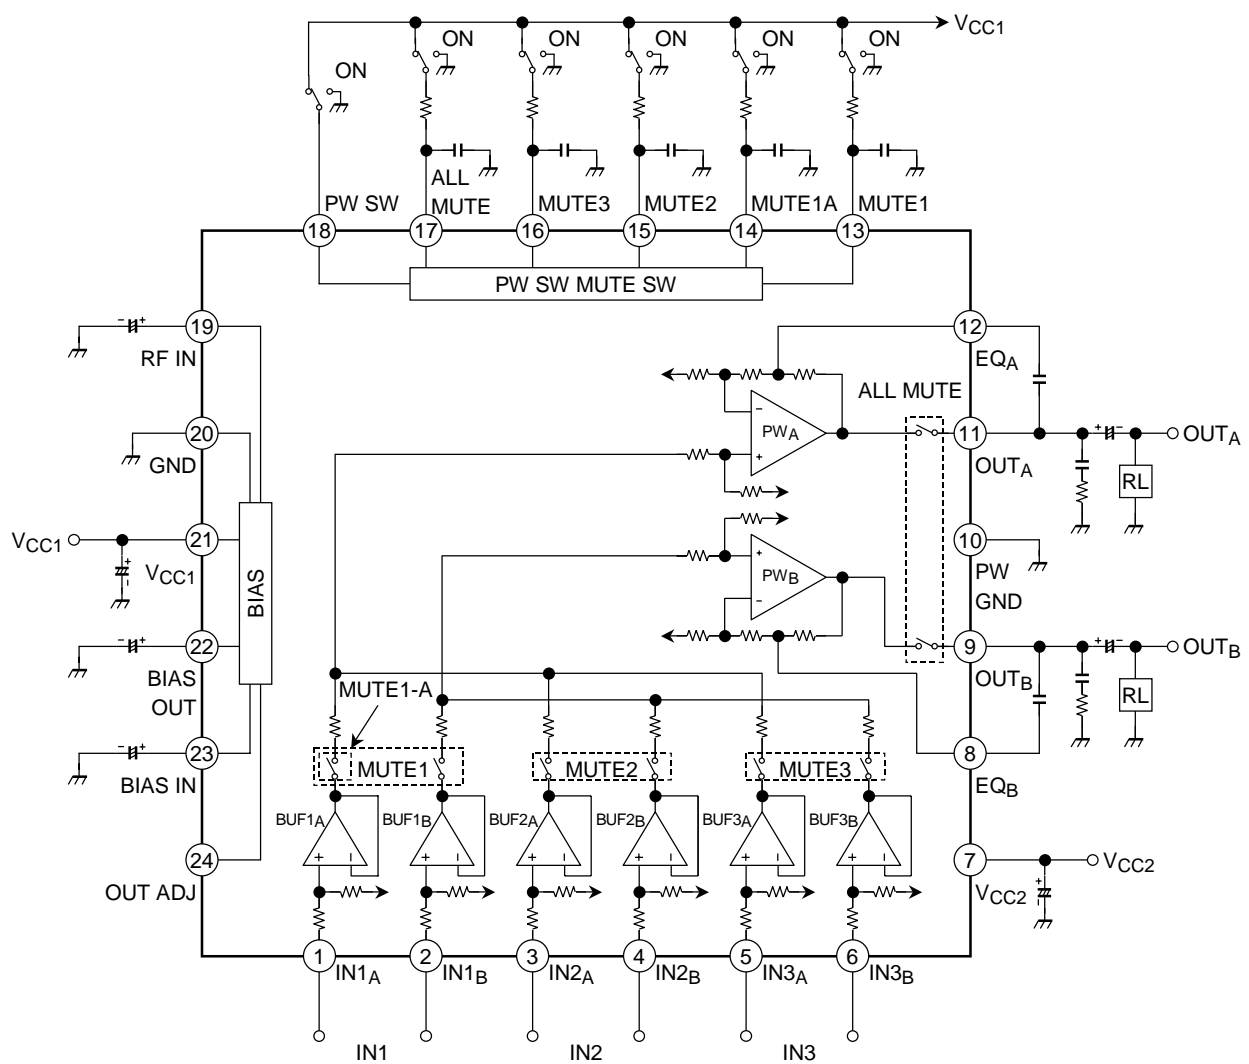 ON ON ON ON ON VCC1
ON
ALL
PW SW MUTE MUTE3 MUTE2 MUTE1A MUTE1
18 17 16 15 14 13
PW SW MUTE SW
19 12
RF IN EQA
ALL MUTE
− PWA +
20 11 OUTA
GND OUTA RL
VCC1 21 10
VCC1 PW
GND
BIAS
+ PWB −
22 9 OUTB
BIAS OUTB
OUT RL
MUTE1-A
23 MUTE1 MUTE2 MUTE3 8
BIAS IN EQB
BUF1A BUF1B BUF2A BUF2B BUF3A BUF3B
24 + − + − + − + − + − + − 7 VCC2
OUT ADJ VCC2
1 2 3 4 5 6
IN1A IN1B IN2A IN2B IN3A IN3B
IN1 IN2 IN3